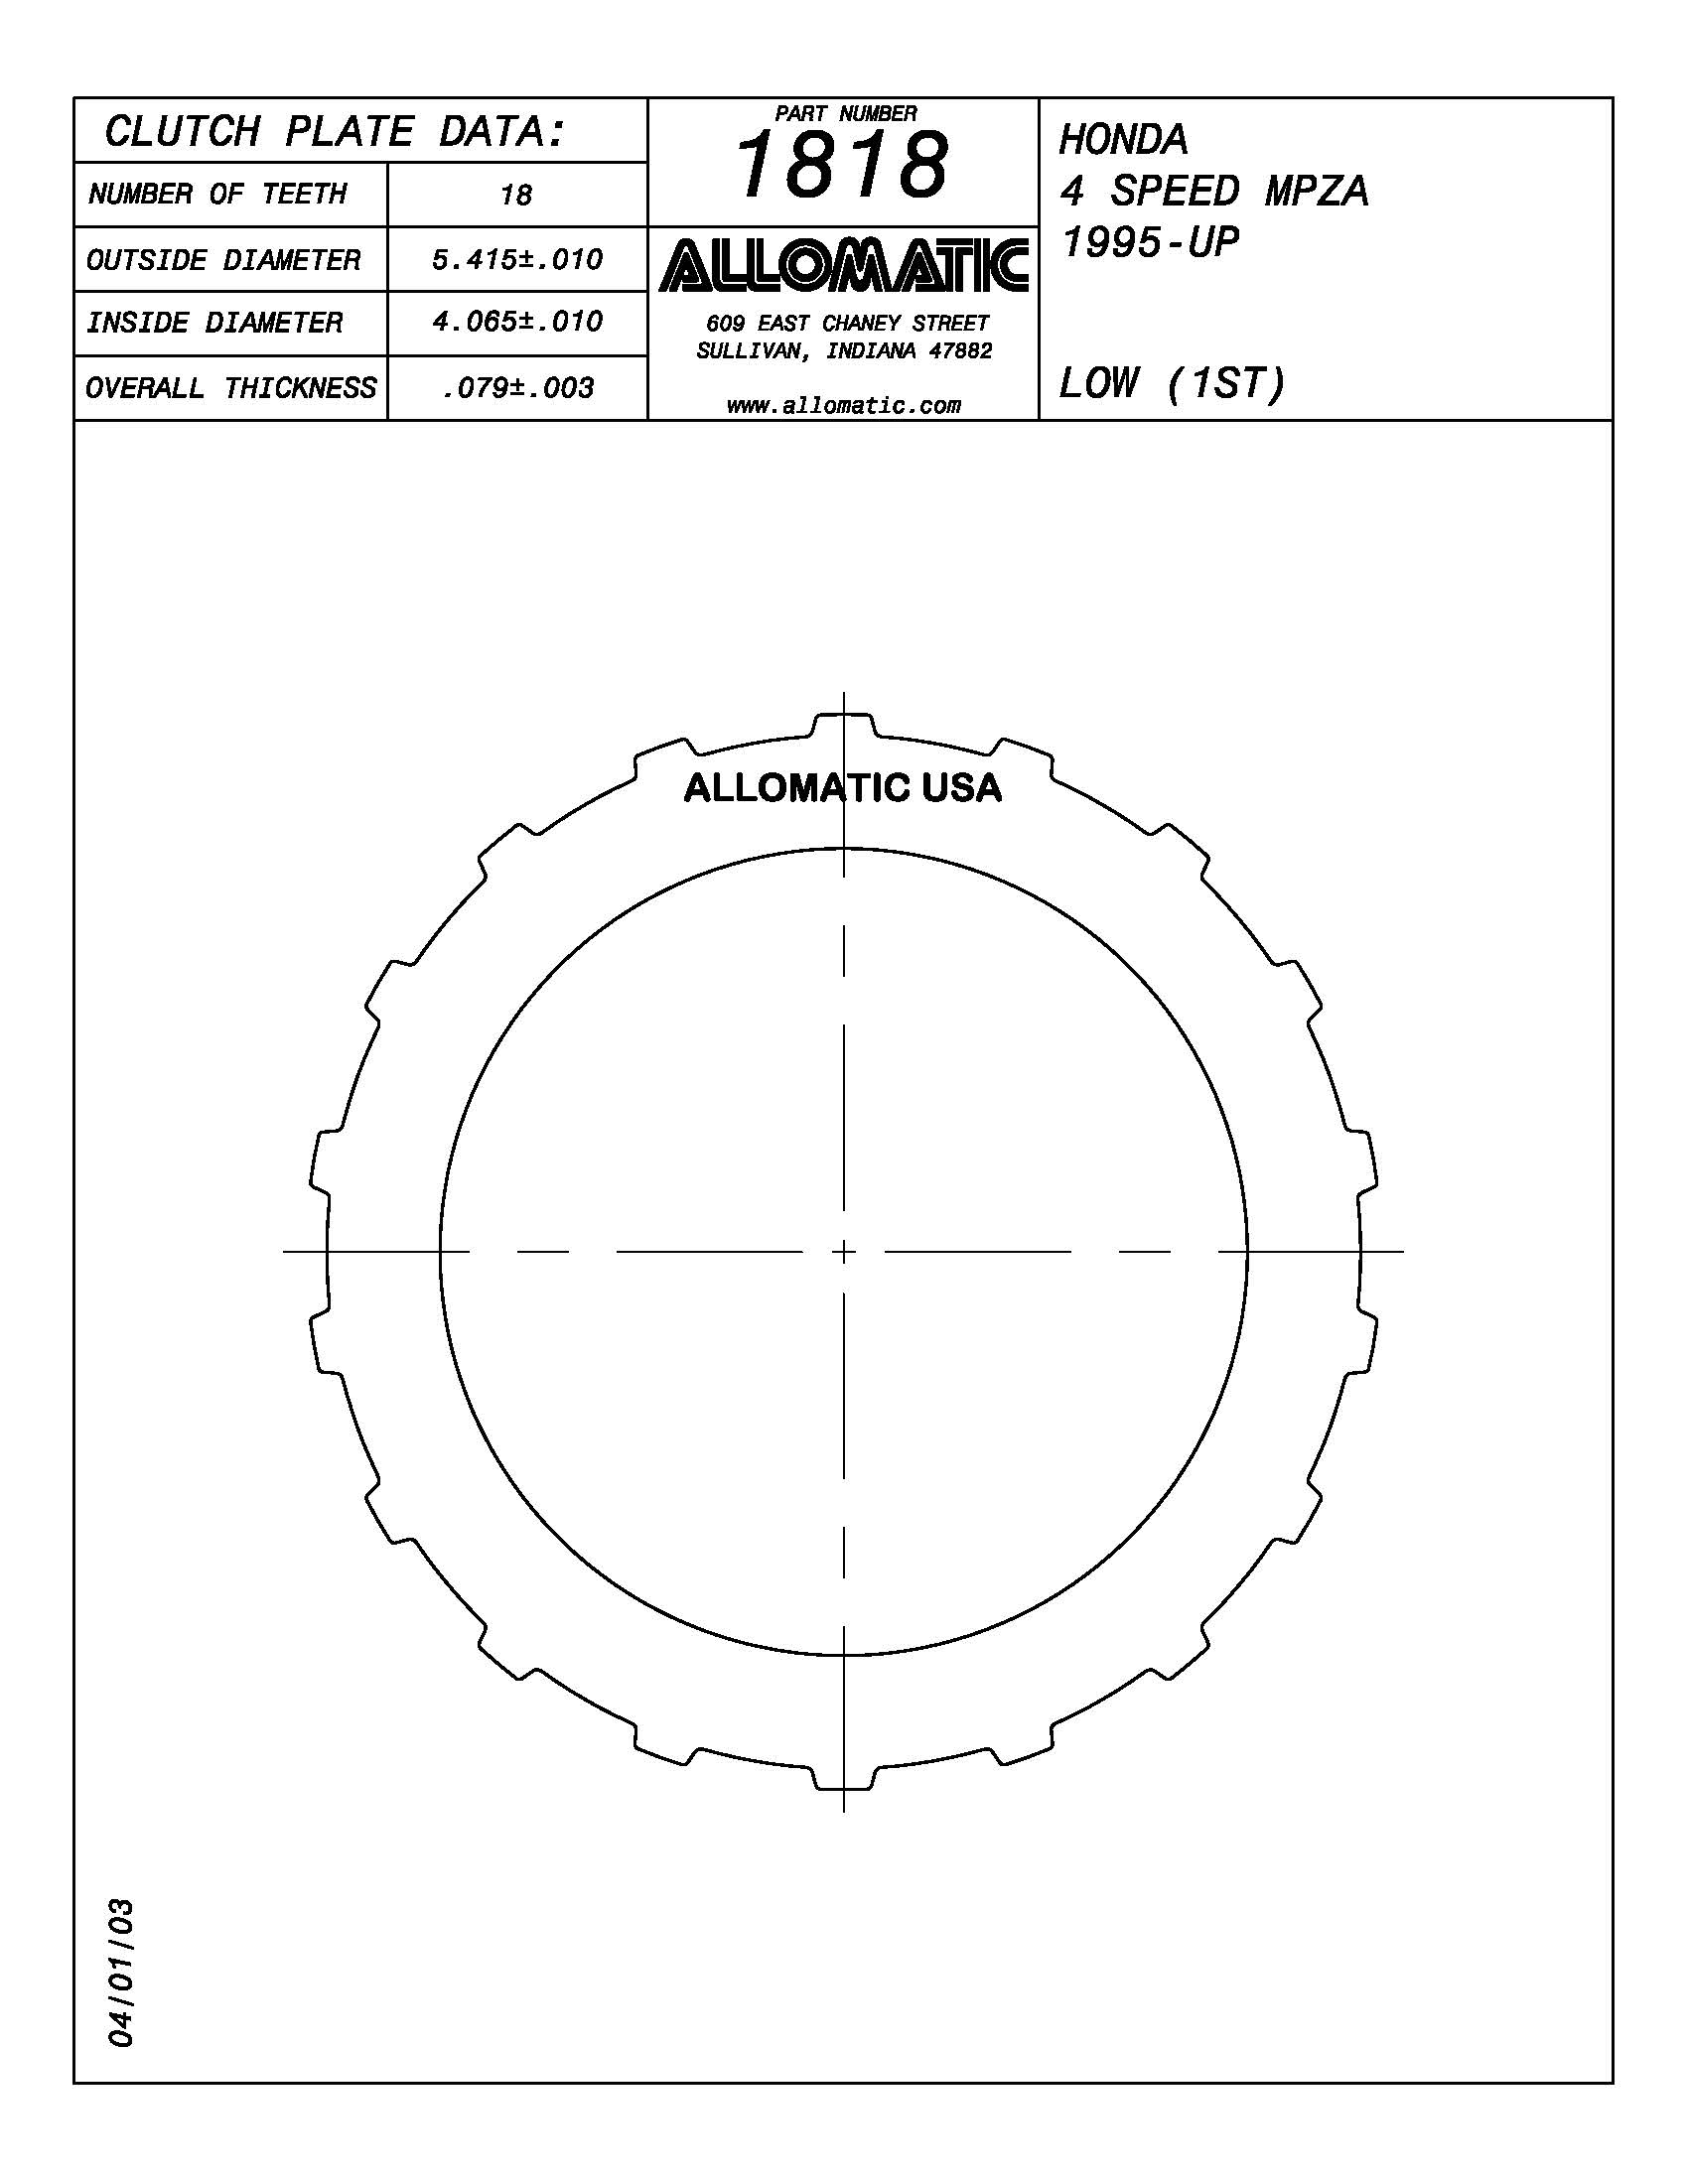 CLUTCH PLATE DATA:
NUMBER OF TEETH 18
OUTSIDE DIAMETER 5.415±.010
INSIDE DIAMETER 4.065±.010
OVERALL THICKNESS .079±.003
PART NUMBER
1818
ALLOMATIC
609 EAST CHANEY STREET
SULLIVAN, INDIANA 47882
www.allomatic.com
HONDA
4 SPEED MPZA
1995-UP
LOW (1ST)
ALLOMATIC USA
04/01/03